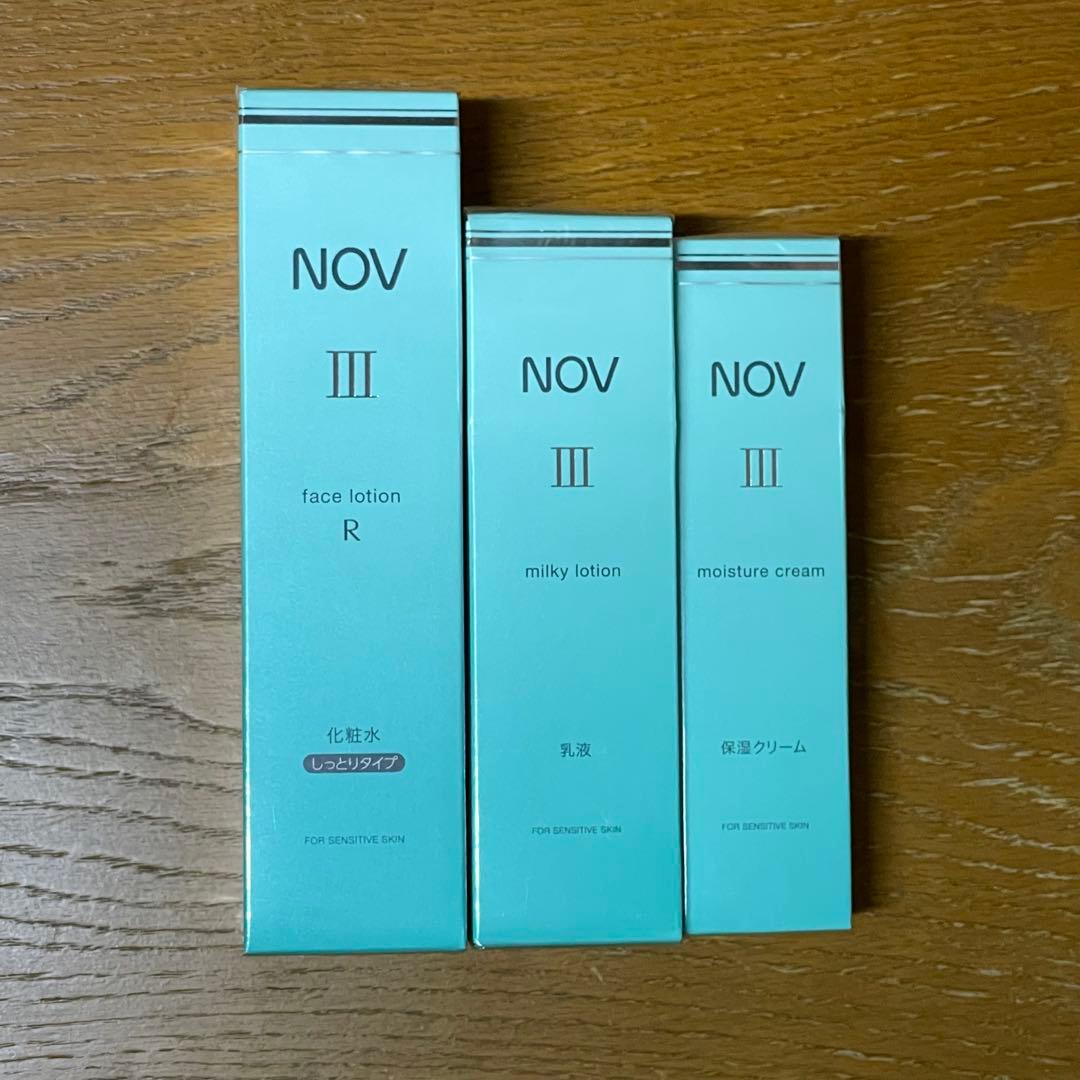 NOV
III
face lotion
R
化粧水
しっとりタイプ
FOR SENSITIVE SKIN
NOV
III
milky lotion
乳液
FOR SENSITIVE SKIN
NOV
III
moisture cream
保湿クリーム
FOR SENSITIVE SKIN